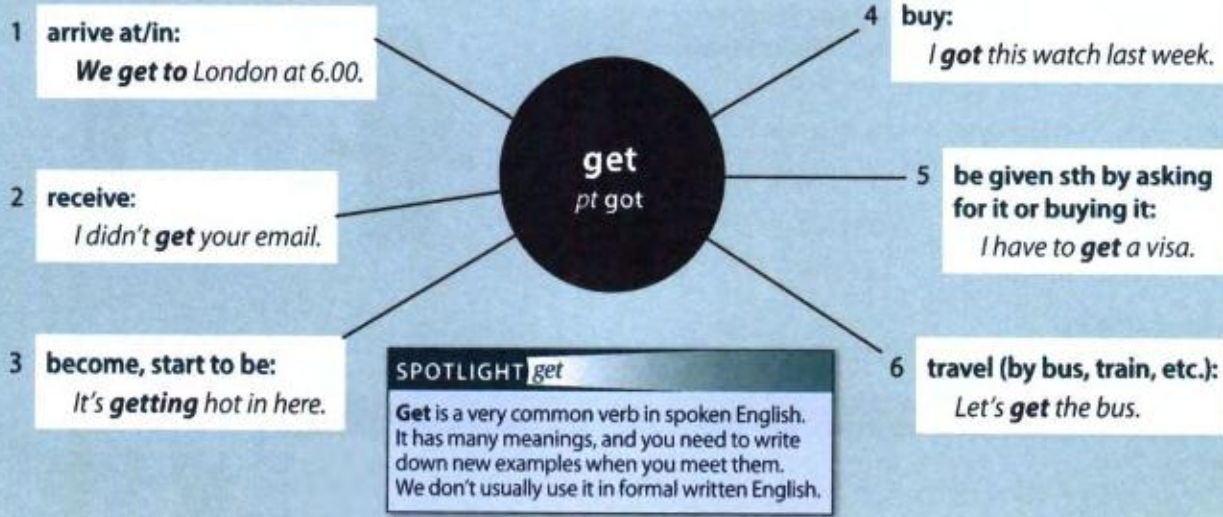 1 arrive at/in:
We get to London at 6.00.
2 receive:
I didn't get your email.
3 become, start to be:
It's getting hot in here.
get
pt got
4 buy:
I got this watch last week.
5 be given sth by asking
for it or buying it:
I have to get a visa.
6 travel (by bus, train, etc.):
Let's get the bus.
SPOTLIGHT get
Get is a very common verb in spoken English.
It has many meanings, and you need to write
down new examples when you meet them.
We don't usually use it in formal written English.